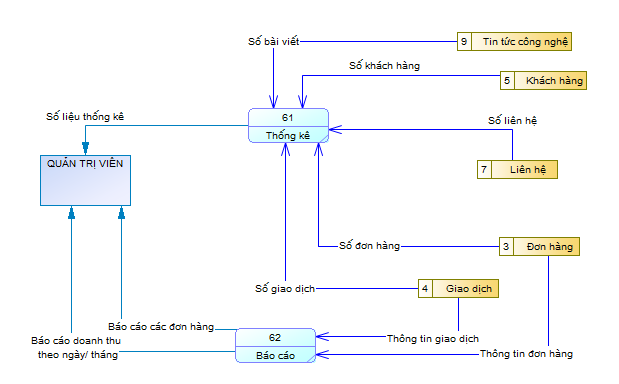 Số bài viết
9 Tin tức công nghệ
Số khách hàng
5 Khách hàng
61
Thống kê
Số liệu thống kê
Số liên hệ
QUẢN TRỊ VIÊN
7 Liên hệ
Số đơn hàng
3 Đơn hàng
Số giao dịch
4 Giao dịch
Báo cáo các đơn hàng
62
Báo cáo
Báo cáo doanh thu
theo ngày/ tháng
Thông tin giao dịch
Thông tin đơn hàng